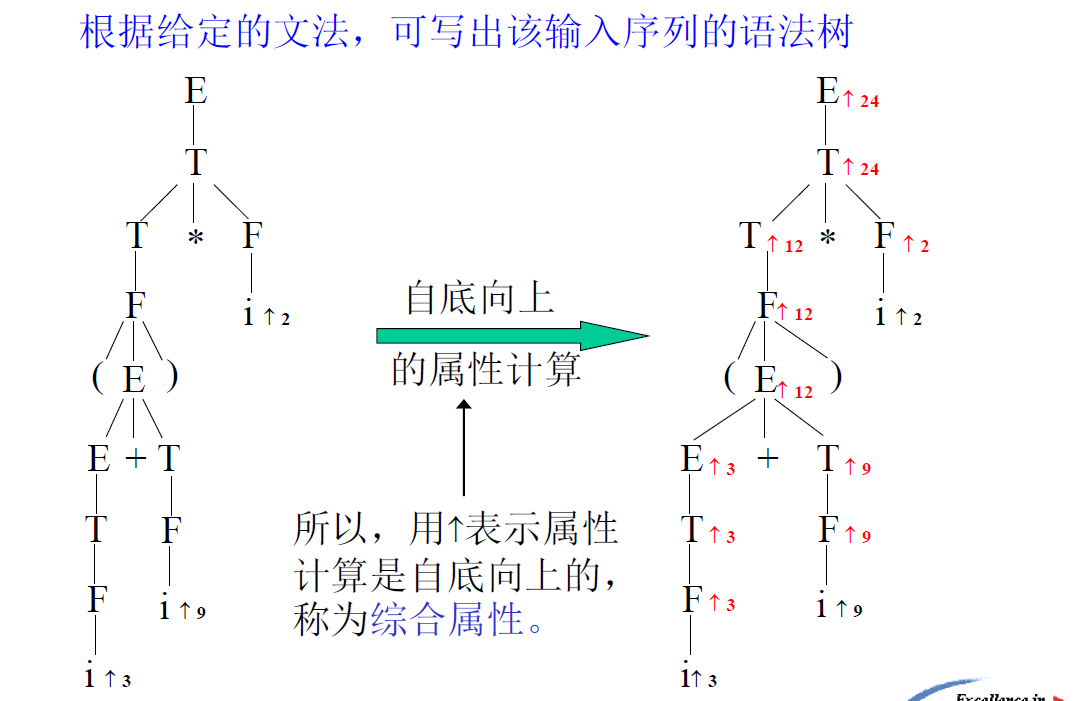 根据给定的文法，可写出该输入序列的语法树
E E↑24
T T↑24
T * F T↑12 * F↑2
F i↑2 F↑12 i↑2
自底向上
的属性计算
( E ) ( E↑12 )
E + T E↑3 + T↑9
T F T↑3 F↑9
所以，用↑表示属性
计算是自底向上的，
称为综合属性。
F i↑9 F↑3 i↑9
i↑3 i↑3
Excellence in